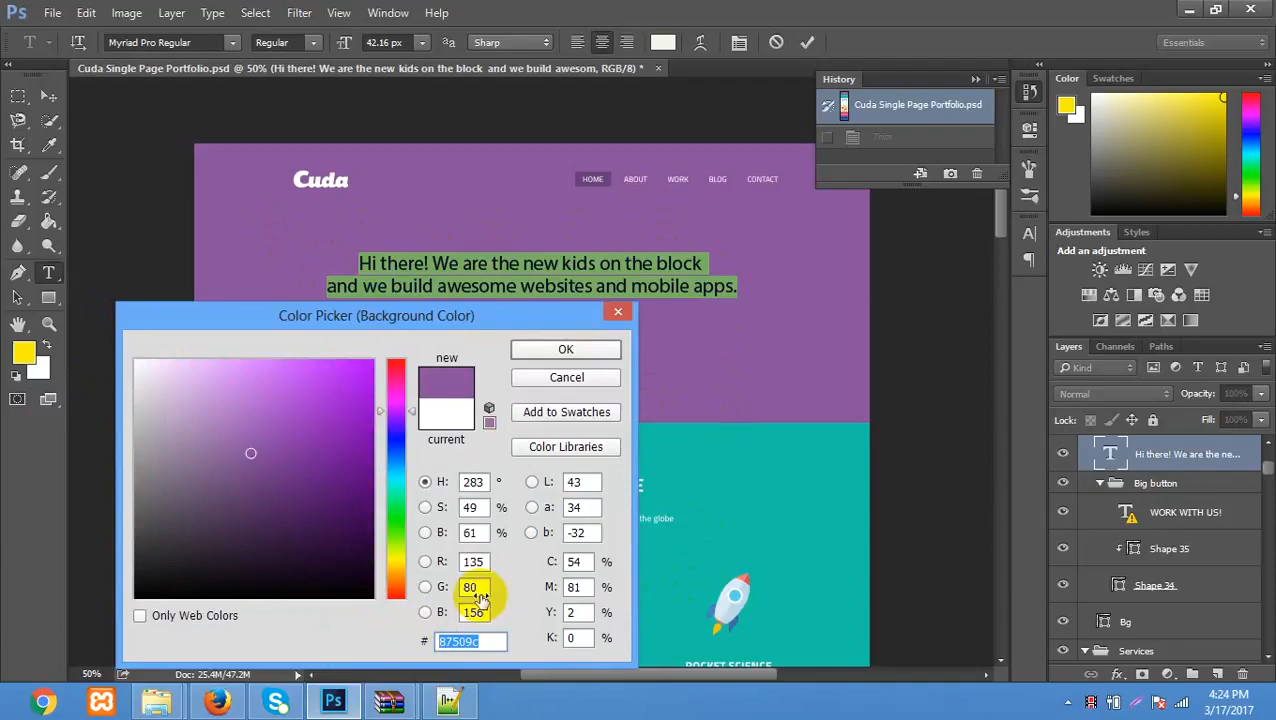 Ps File Edit Image Layer Type Select Filter View Window Help
T Myriad Pro Regular Regular 42.16 px Sharp Essentials
Cuda Single Page Portfolio.psd @ 50% (Hi there! We are the new kids on the block and we build awesom, RGB/8) * ×
History
Cuda Single Page Portfolio.psd
Color Swatches
Cuda
HOME ABOUT WORK BLOG CONTACT
Adjustments Styles
Add an adjustment
Hi there! We are the new kids on the block
and we build awesome websites and mobile apps.
Color Picker (Background Color)
new
current
OK
Cancel
Add to Swatches
Color Libraries
H: 283 ° L: 43
S: 49 % a: 34
B: 61 % b: -32
R: 135 C: 54 %
G: 80 M: 81 %
B: 156 Y: 2 %
# 87509c K: 0 %
Only Web Colors
E
the globe
ROCKET SCIENCE
Layers Channels Paths
Kind
Normal Opacity:
Lock: Fill:
T Hi there! We are the ne...
Big button
T WORK WITH US!
Shape 35
Shape 34
Bg
Services
50% Doc: 25.4M/47.2M
Ps
4:24 PM
3/17/2017